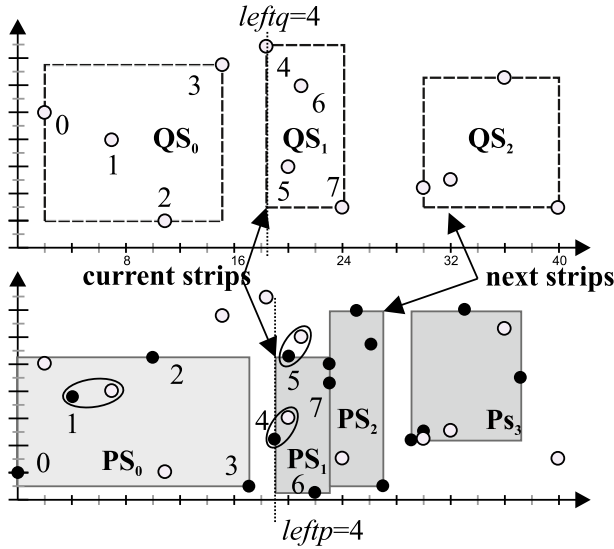 leftq=4
3
4
6
0
QS₀
QS₁
QS₂
1
2
5
7
8
16
24
32
40
current strips
next strips
2
5
1
7
4
PS₂
Ps₃
0
PS₀
3
PS₁
6
leftp=4